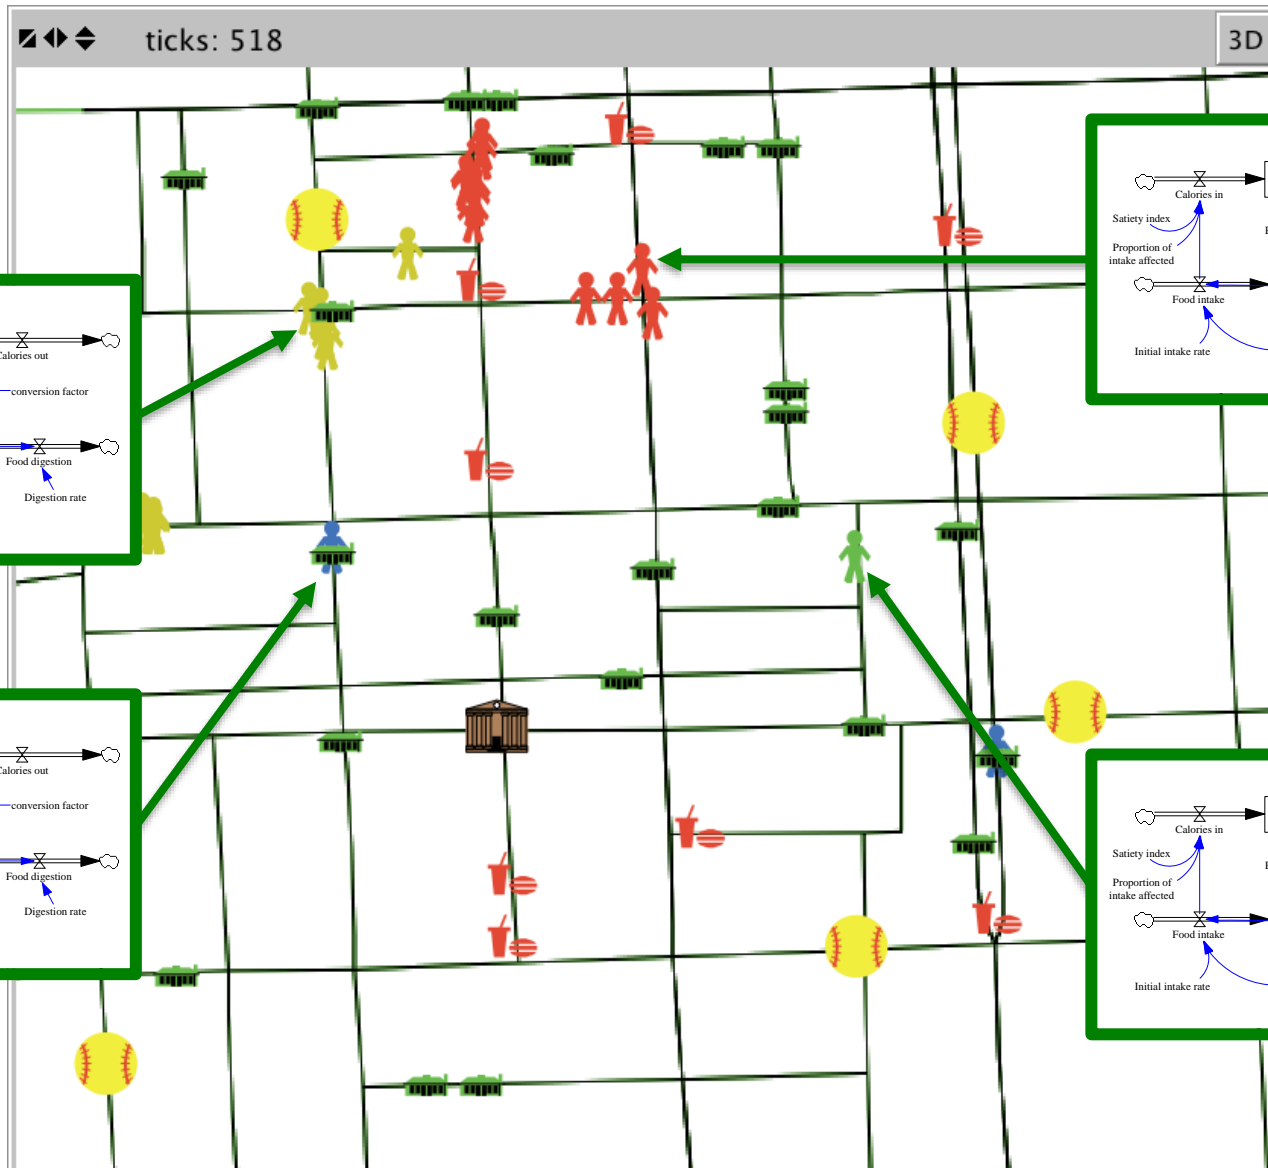 ticks: 518
3D
Calories in
Satiety index
Proportion of
intake affected
Food intake
Initial intake rate
Calories out
conversion factor
Food digestion
Digestion rate
Calories out
conversion factor
Food digestion
Digestion rate
Calories in
Satiety index
Proportion of
intake affected
Food intake
Initial intake rate